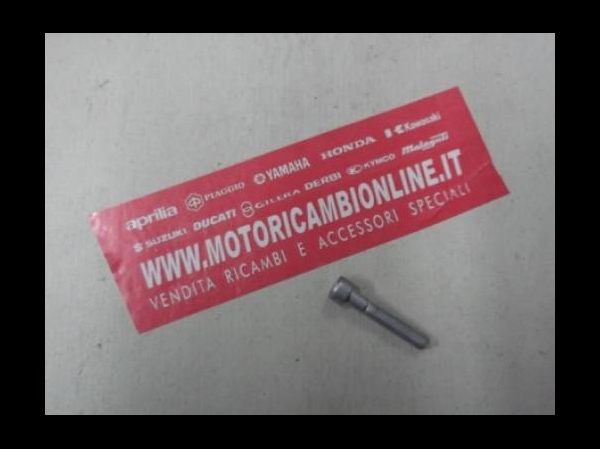 aprilia PIAGGIO YAMAHA HONDA Kawasaki
SUZUKI DUCATI GILERA DERBI KYMCO Malaguti
WWW.MOTORICAMBIONLINE.IT
VENDITA RICAMBI E ACCESSORI SPECIALI